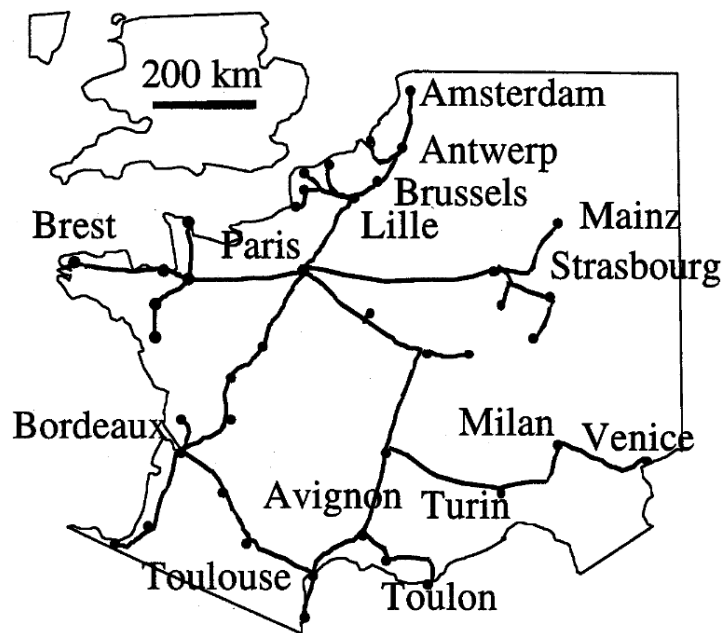 200 km
Amsterdam
Antwerp
Brussels
Lille
Brest
Paris
Mainz
Strasbourg
Bordeaux
Milan
Venice
Avignon
Turin
Toulouse
Toulon